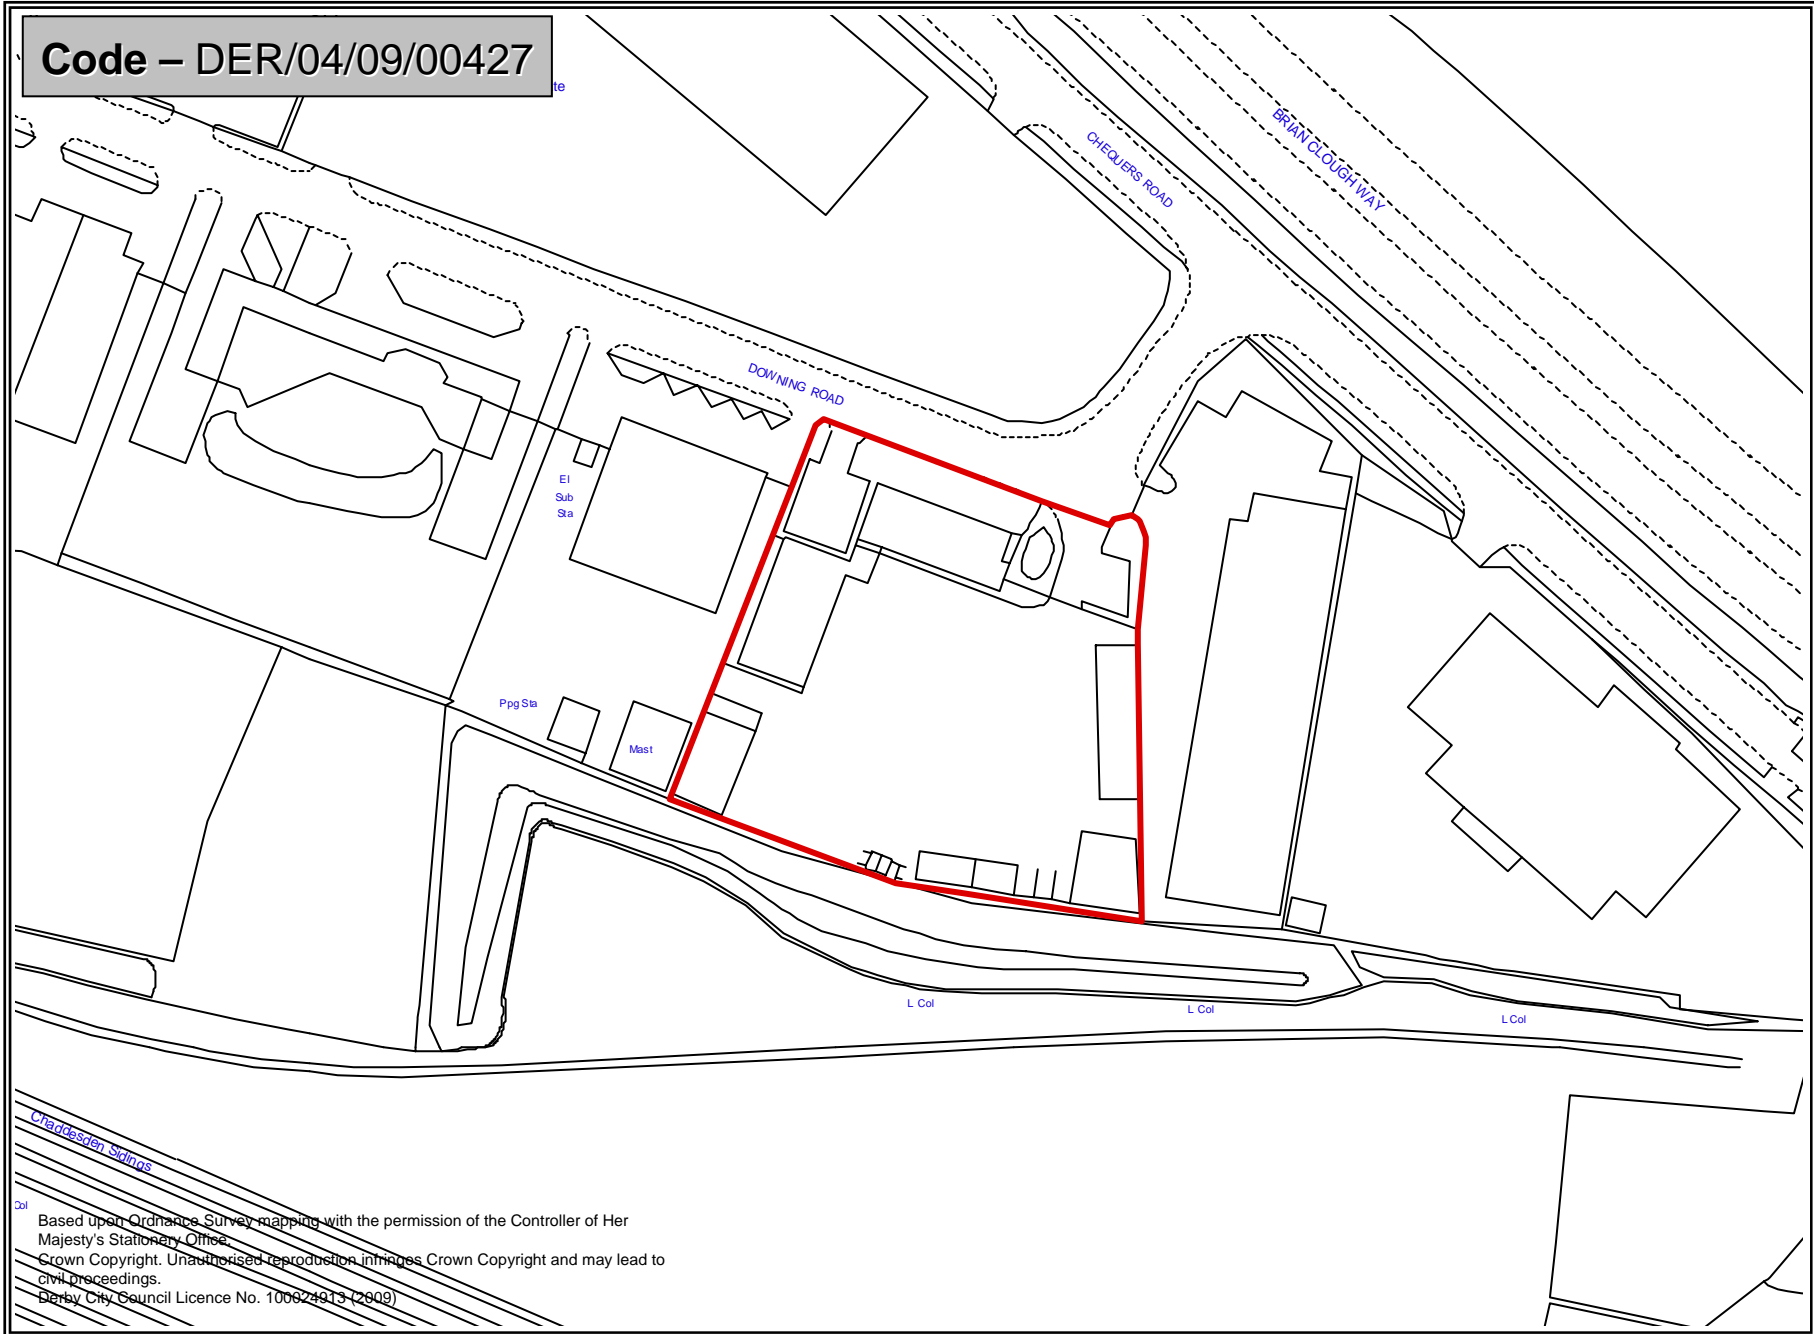 Code – DER/04/09/00427
te
BRIAN CLOUGH WAY
CHEQUERS ROAD
DOWNING ROAD
El
Sub
Sta
Ppg Sta
Mast
L Col
L Col
L Col
Chaddesden Sidings
Col
Based upon Ordnance Survey mapping with the permission of the Controller of Her
Majesty's Stationery Office.
Crown Copyright. Unauthorised reproduction infringes Crown Copyright and may lead to
civil proceedings.
Derby City Council Licence No. 100024913 (2009)